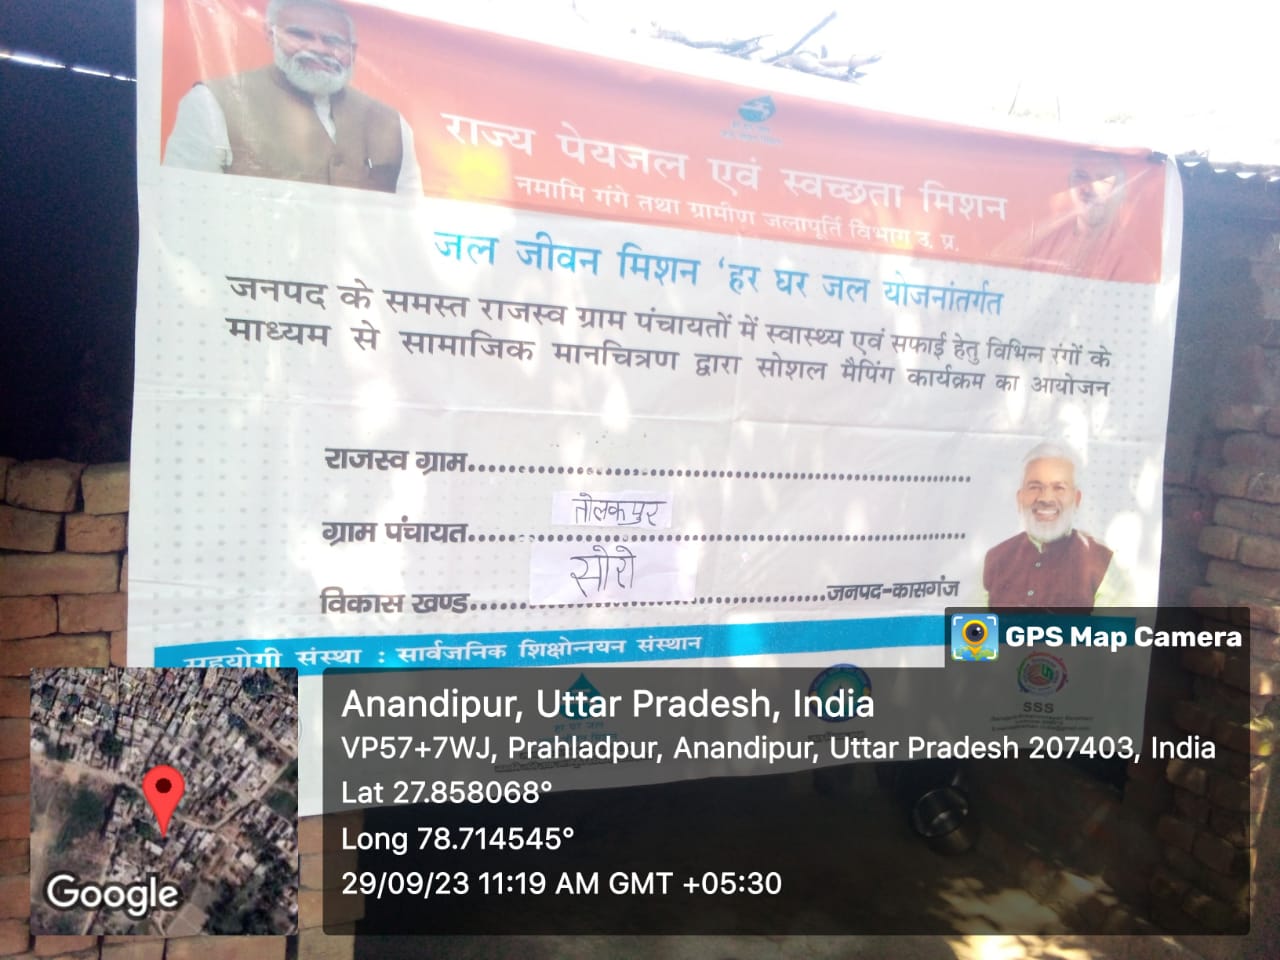 राज्य पेयजल एवं स्वच्छता मिशन
नमामि गंगे तथा ग्रामीण जलापूर्ति विभाग उ. प्र.
जल जीवन मिशन ‘हर घर जल योजनांतर्गत
जनपद के समस्त राजस्व ग्राम पंचायतों में स्वास्थ्य एवं सफाई हेतु विभिन्न रंगों के
माध्यम से सामाजिक मानचित्रण द्वारा सोशल मैपिंग कार्यक्रम का आयोजन
राजस्व ग्राम
तोलकपुर
ग्राम पंचायत
सोरो
विकास खण्ड
जनपद-कासगंज
सहयोगी संस्था : सार्वजनिक शिक्षोन्नयन संस्थान
हर घर जल
SSS
GPS Map Camera
Anandipur, Uttar Pradesh, India
VP57+7WJ, Prahladpur, Anandipur, Uttar Pradesh 207403, India
Lat 27.858068°
Long 78.714545°
29/09/23 11:19 AM GMT +05:30
Google